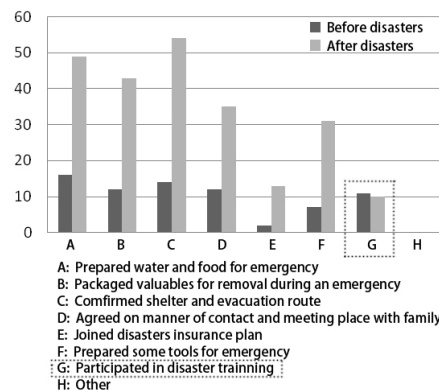 60
Before disasters
50
After disasters
40
30
20
10
0
A B C D E F G H
A: Prepared water and food for emergency
B: Packaged valuables for removal during an emergency
C: Comfirmed shelter and evacuation route
D: Agreed on manner of contact and meeting place with family
E: Joined disasters insurance plan
F: Prepared some tools for emergency
G: Participated in disaster trainning
H: Other